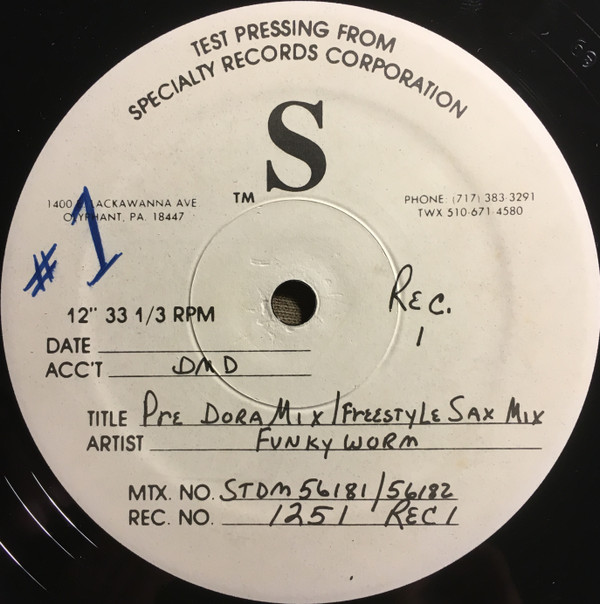 TEST PRESSING FROM
SPECIALTY RECORDS CORPORATION
S
TM
1400 LACKAWANNA AVE
OLYPHANT, PA. 18447
PHONE (717) 383-3291
TWX 510-671-4580
#1
REC.
1
12" 33 1/3 RPM
DATE
ACC'T DMD
TITLE PRE DORA MIX/FREESTYLE SAX MIX
ARTIST FUNKY WORM
MTX. NO. STDM56181/56182
REC. NO. 1251 REC 1